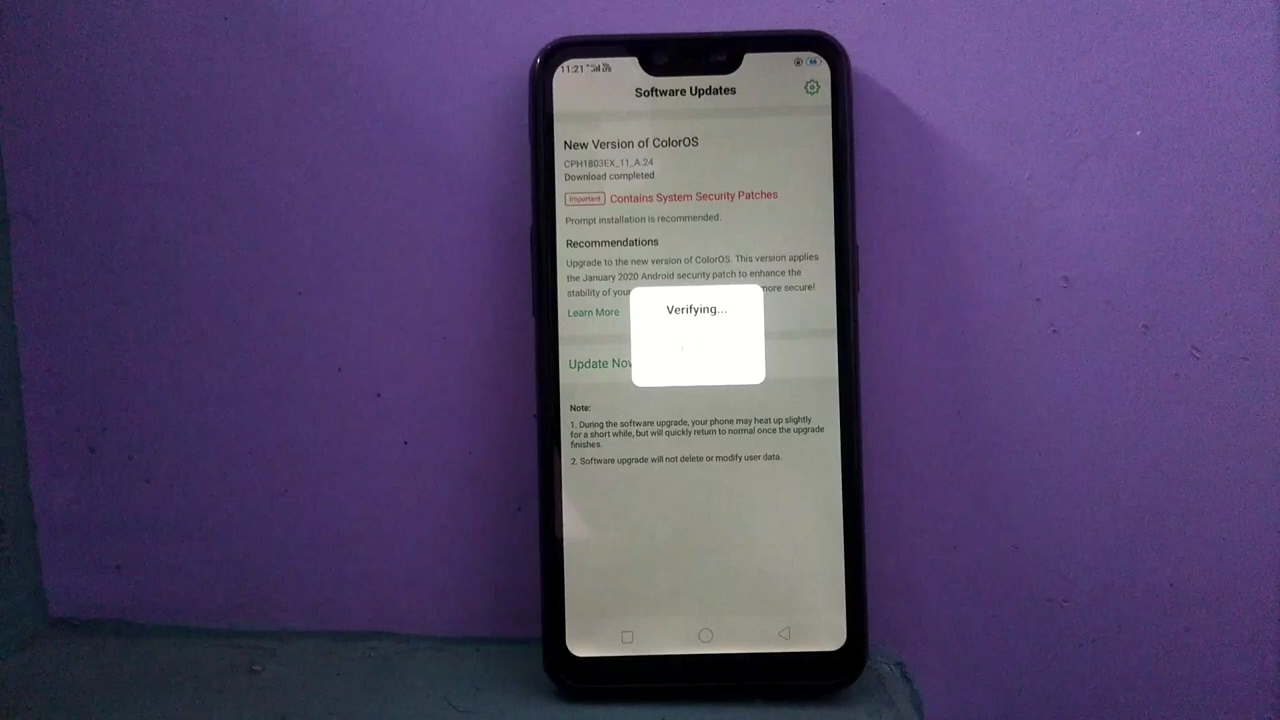 11:21
Software Updates
New Version of ColorOS
CPH1803EX_11_A.24
Download completed
Important Contains System Security Patches
Prompt installation is recommended.
Recommendations
Upgrade to the new version of ColorOS. This version applies
the January 2020 Android security patch to enhance the
stability of your more secure!
Verifying...
Learn More
Update Now
Note:
1. During the software upgrade, your phone may heat up slightly
for a short while, but will quickly return to normal once the upgrade
finishes.
2. Software upgrade will not delete or modify user data.